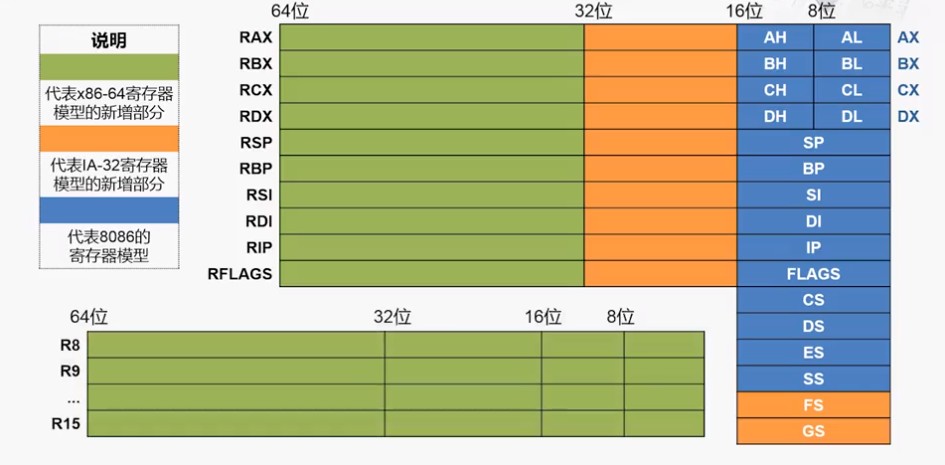 64位 32位 16位 8位
说明
代表x86-64寄存器
模型的新增部分
代表IA-32寄存器
模型的新增部分
代表8086的
寄存器模型
RAX AH AL AX
RBX BH BL BX
RCX CH CL CX
RDX DH DL DX
RSP SP
RBP BP
RSI SI
RDI DI
RIP IP
RFLAGS FLAGS
CS
DS
ES
SS
FS
GS
64位 32位 16位 8位
R8
R9
...
R15